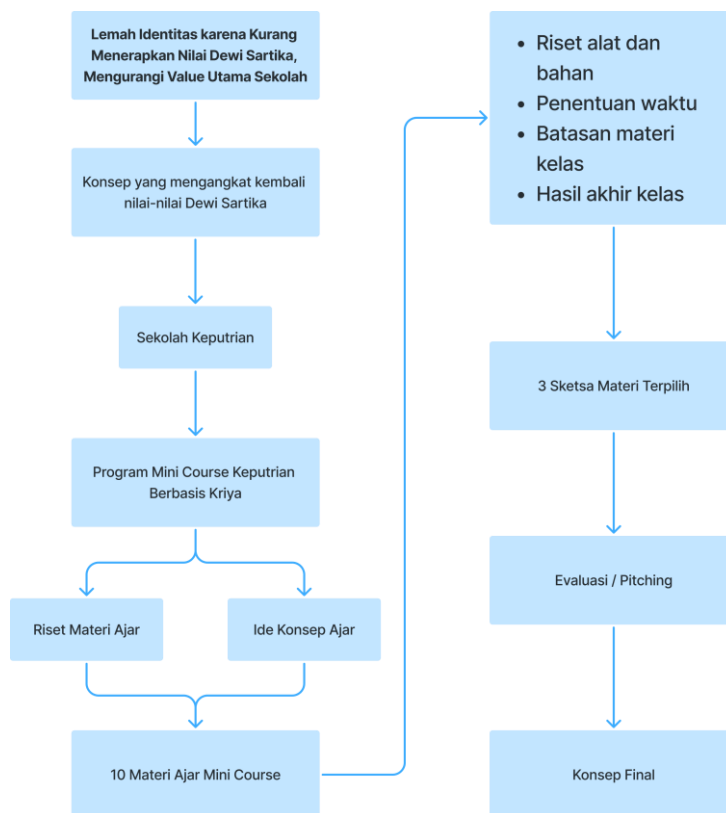 Lemah Identitas karena Kurang
Menerapkan Nilai Dewi Sartika,
Mengurangi Value Utama Sekolah
Konsep yang mengangkat kembali
nilai-nilai Dewi Sartika
Sekolah Keputrian
Program Mini Course Keputrian
Berbasis Kriya
Riset Materi Ajar
Ide Konsep Ajar
10 Materi Ajar Mini Course
• Riset alat dan
bahan
• Penentuan waktu
• Batasan materi
kelas
• Hasil akhir kelas
3 Sketsa Materi Terpilih
Evaluasi / Pitching
Konsep Final